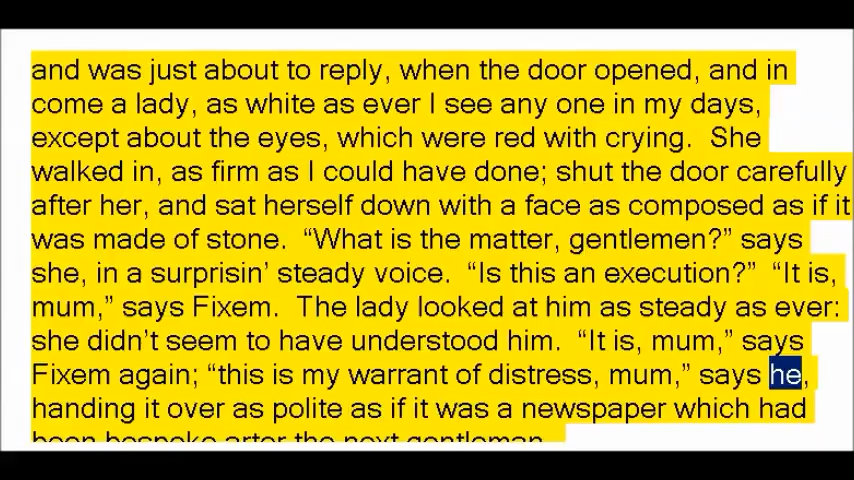 and was just about to reply, when the door opened, and in
come a lady, as white as ever I see any one in my days,
except about the eyes, which were red with crying.  She
walked in, as firm as I could have done; shut the door carefully
after her, and sat herself down with a face as composed as if it
was made of stone.  “What is the matter, gentlemen?” says
she, in a surprisin’ steady voice.  “Is this an execution?”  “It is,
mum,” says Fixem.  The lady looked at him as steady as ever:
she didn’t seem to have understood him.  “It is, mum,” says
Fixem again; “this is my warrant of distress, mum,” says he,
handing it over as polite as if it was a newspaper which had
been bespoke arter the next gentleman.